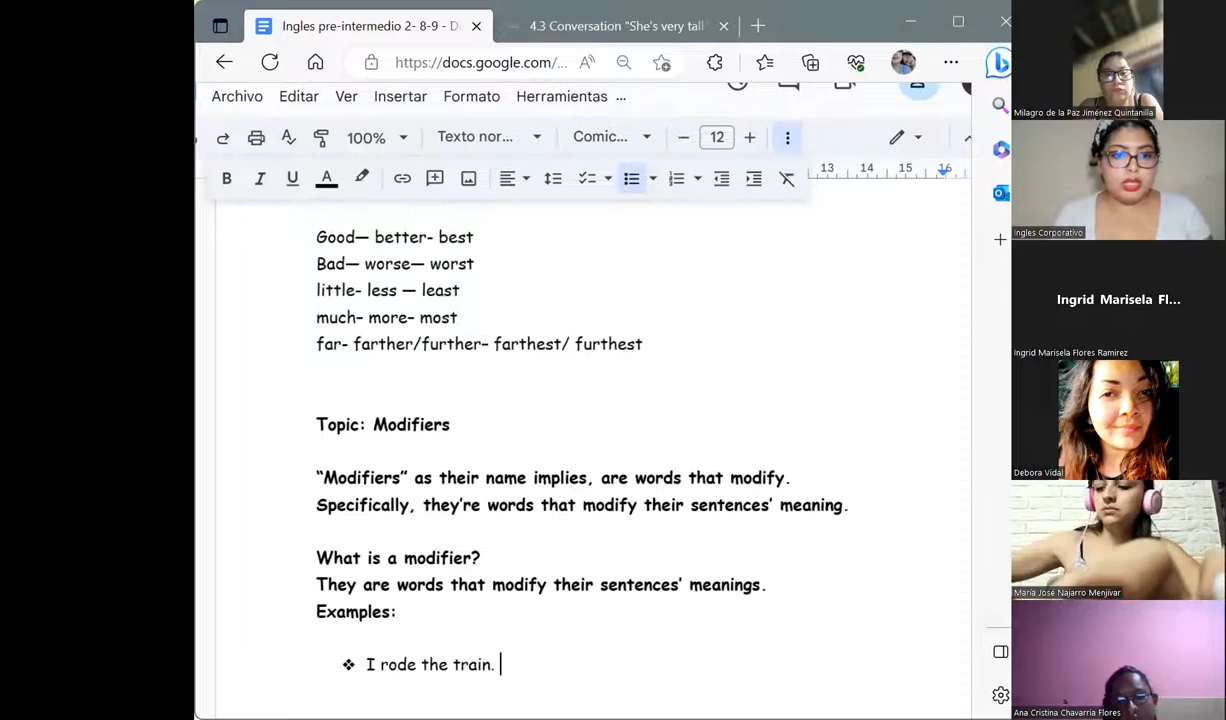 Ingles pre-intermedio 2- 8-9 - D
4.3 Conversation "She's very tall"
https://docs.google.com/...
Archivo Editar Ver Insertar Formato Herramientas ...
100% Texto nor... Comic... 12
13 14 15 16
Good— better- best
Bad— worse— worst
little- less — least
much- more- most
far- farther/further- farthest/ furthest
Topic: Modifiers
“Modifiers” as their name implies, are words that modify.
Specifically, they’re words that modify their sentences’ meaning.
What is a modifier?
They are words that modify their sentences’ meanings.
Examples:
❖ I rode the train.
Milagro de la Paz Jiménez Quintanilla
Ingles Corporativo
Ingrid Marisela Fl...
Ingrid Marisela Flores Ramirez
Debora Vidal
María José Najarro Menjívar
Ana Cristina Chavarria Flores